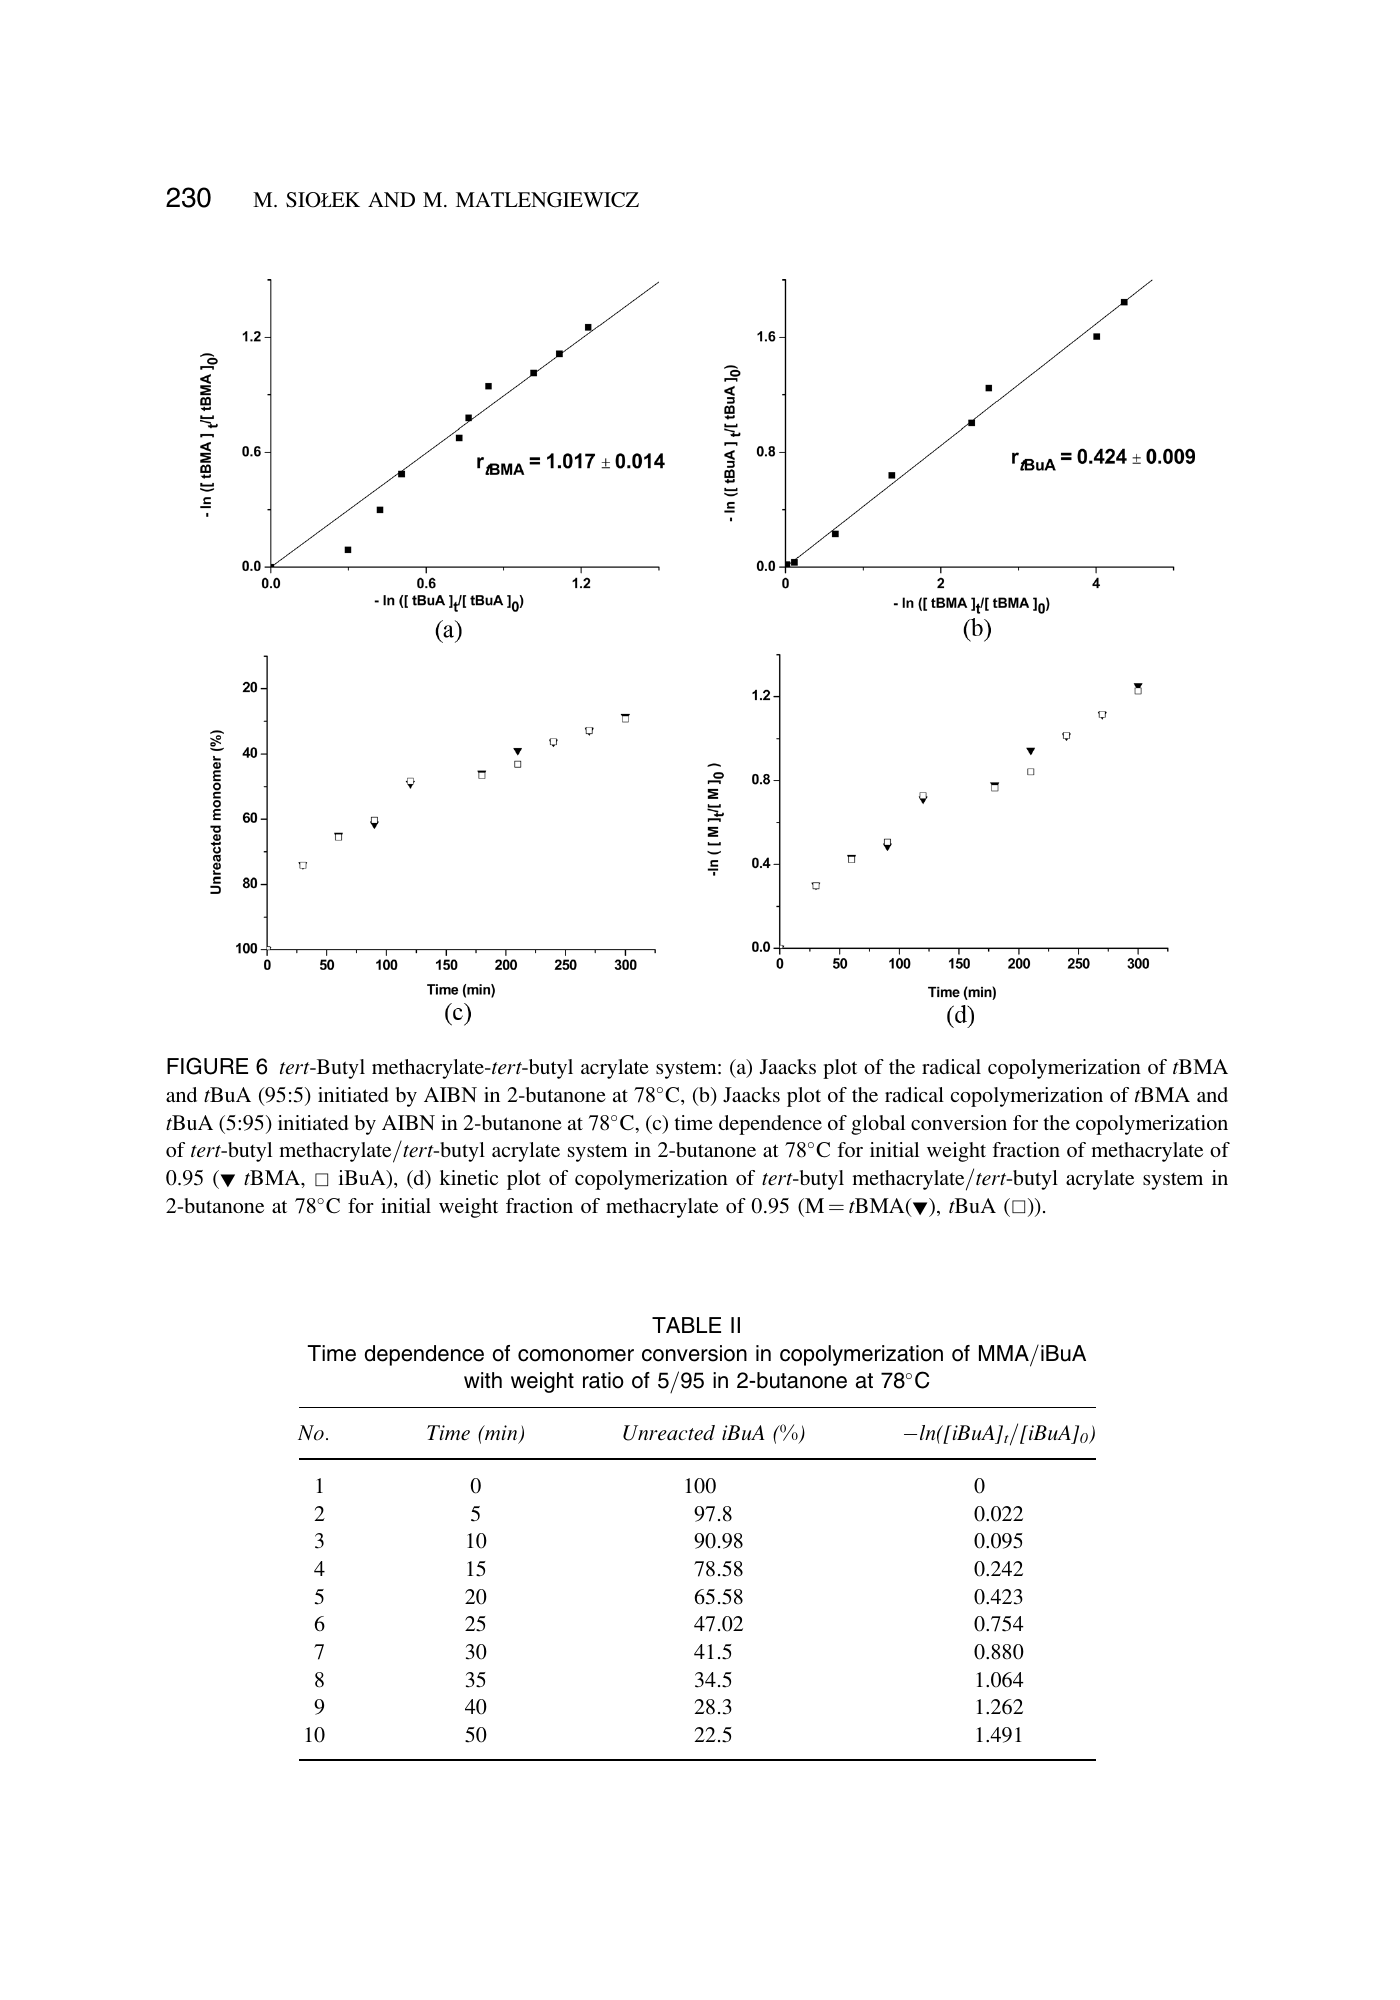 230 M. SIOŁEK AND M. MATLENGIEWICZ
- ln ([ tBMA ] t/[ tBMA ]0)
1.2
0.6
0.0
0.0 0.6 1.2
r tBMA = 1.017 ± 0.014
- ln ([ tBuA ]t/[ tBuA ]0)
(a)
- ln ([ tBuA ] t/[ tBuA ]0)
1.6
0.8
0.0
0 2 4
r tBuA = 0.424 ± 0.009
- ln ([ tBMA ]t/[ tBMA ]0)
(b)
Unreacted monomer (%)
20
40
60
80
100
0 50 100 150 200 250 300
Time (min)
(c)
-ln ( [ M ]t/[ M ]0 )
1.2
0.8
0.4
0.0
0 50 100 150 200 250 300
Time (min)
(d)
FIGURE 6 tert-Butyl methacrylate-tert-butyl acrylate system: (a) Jaacks plot of the radical copolymerization of tBMA
and tBuA (95:5) initiated by AIBN in 2-butanone at 78°C, (b) Jaacks plot of the radical copolymerization of tBMA and
tBuA (5:95) initiated by AIBN in 2-butanone at 78°C, (c) time dependence of global conversion for the copolymerization
of tert-butyl methacrylate/tert-butyl acrylate system in 2-butanone at 78°C for initial weight fraction of methacrylate of
0.95 (▼ tBMA, □ iBuA), (d) kinetic plot of copolymerization of tert-butyl methacrylate/tert-butyl acrylate system in
2-butanone at 78°C for initial weight fraction of methacrylate of 0.95 (M = tBMA(▼), tBuA (□)).
TABLE II
Time dependence of comonomer conversion in copolymerization of MMA/iBuA
with weight ratio of 5/95 in 2-butanone at 78°C
No. Time (min) Unreacted iBuA (%) −ln([iBuA]t/[iBuA]0)
1 0 100 0
2 5 97.8 0.022
3 10 90.98 0.095
4 15 78.58 0.242
5 20 65.58 0.423
6 25 47.02 0.754
7 30 41.5 0.880
8 35 34.5 1.064
9 40 28.3 1.262
10 50 22.5 1.491